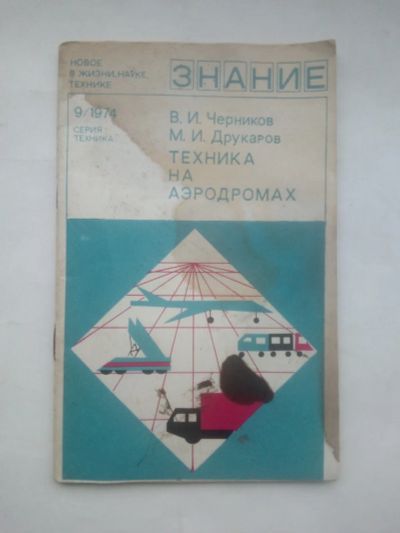 НОВОЕ
В ЖИЗНИ, НАУКЕ,
ТЕХНИКЕ
ЗНАНИЕ
9/1974
СЕРИЯ
ТЕХНИКА
В. И. Черников
М. И. Друкаров
ТЕХНИКА
НА
АЭРОДРОМАХ